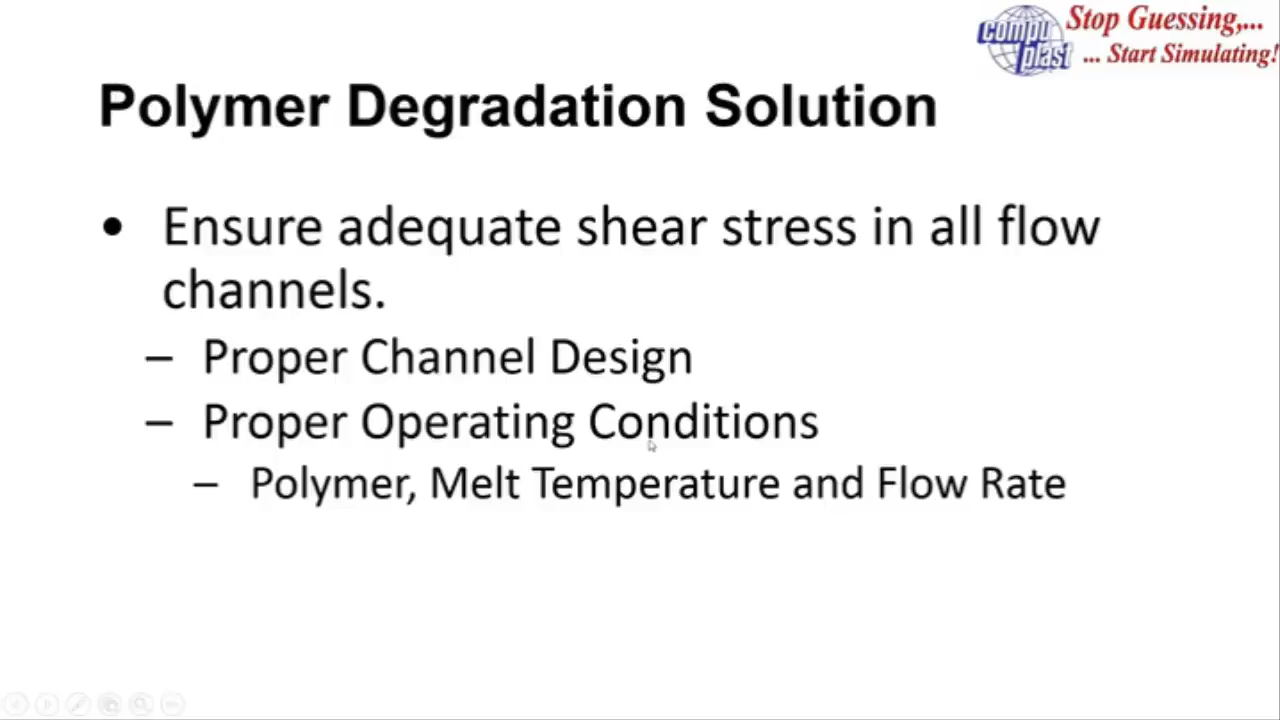 Stop Guessing,...
compu
plast
... Start Simulating!
Polymer Degradation Solution
• Ensure adequate shear stress in all flow
channels.
– Proper Channel Design
– Proper Operating Conditions
– Polymer, Melt Temperature and Flow Rate